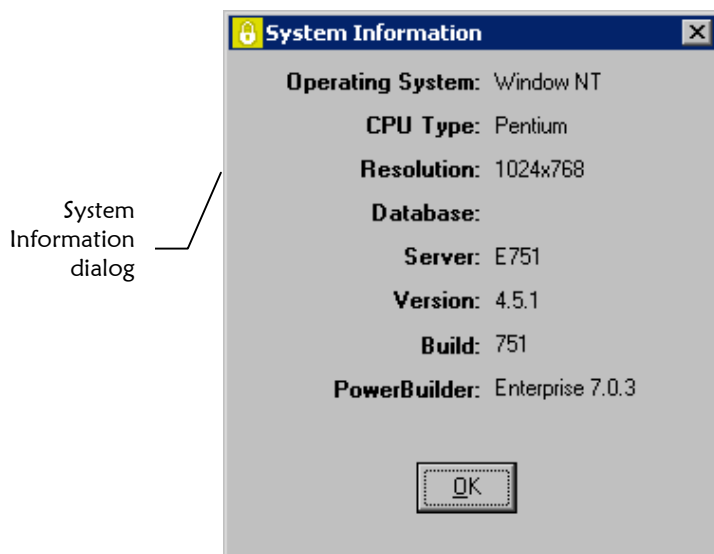 System Information
Operating System: Window NT
CPU Type: Pentium
Resolution: 1024x768
Database:
Server: E751
Version: 4.5.1
Build: 751
PowerBuilder: Enterprise 7.0.3
OK
System
Information
dialog